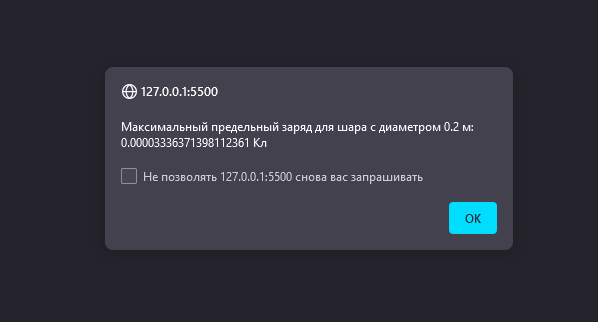 127.0.0.1:5500
Максимальный предельный заряд для шара с диаметром 0.2 м:
0.00003336371398112361 Кл
Не позволять 127.0.0.1:5500 снова вас запрашивать
OK